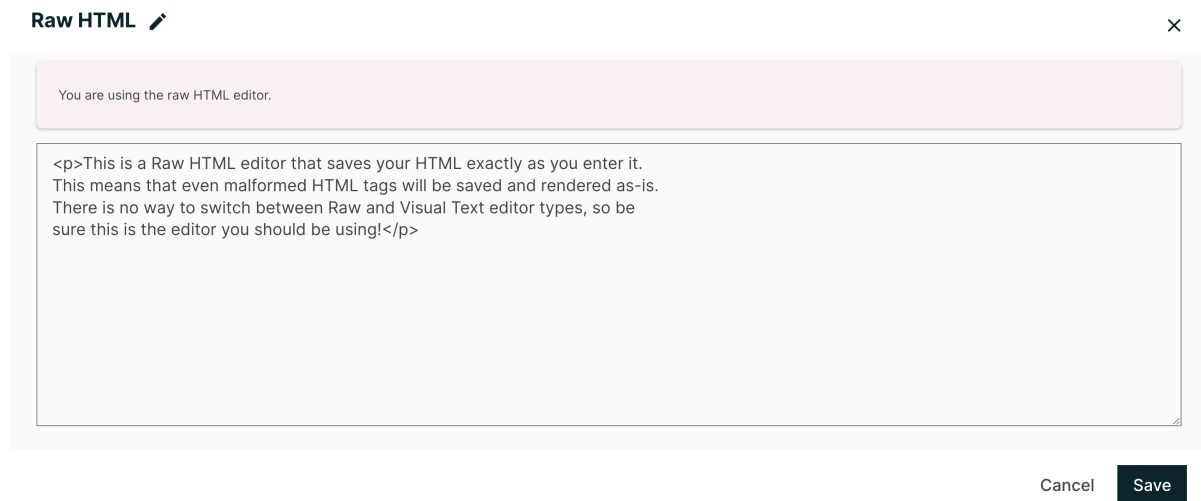 Raw HTML
You are using the raw HTML editor.
<p>This is a Raw HTML editor that saves your HTML exactly as you enter it.
This means that even malformed HTML tags will be saved and rendered as-is.
There is no way to switch between Raw and Visual Text editor types, so be
sure this is the editor you should be using!</p>
Cancel Save